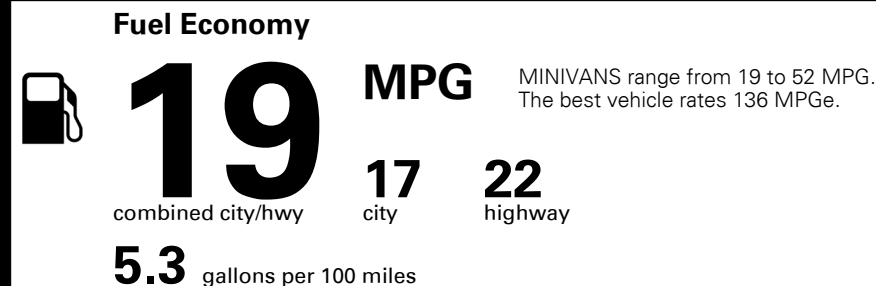 Fuel Economy
19
MPG
MINIVANS range from 19 to 52 MPG.
The best vehicle rates 136 MPGe.
combined city/hwy
17
city
22
highway
5.3 gallons per 100 miles